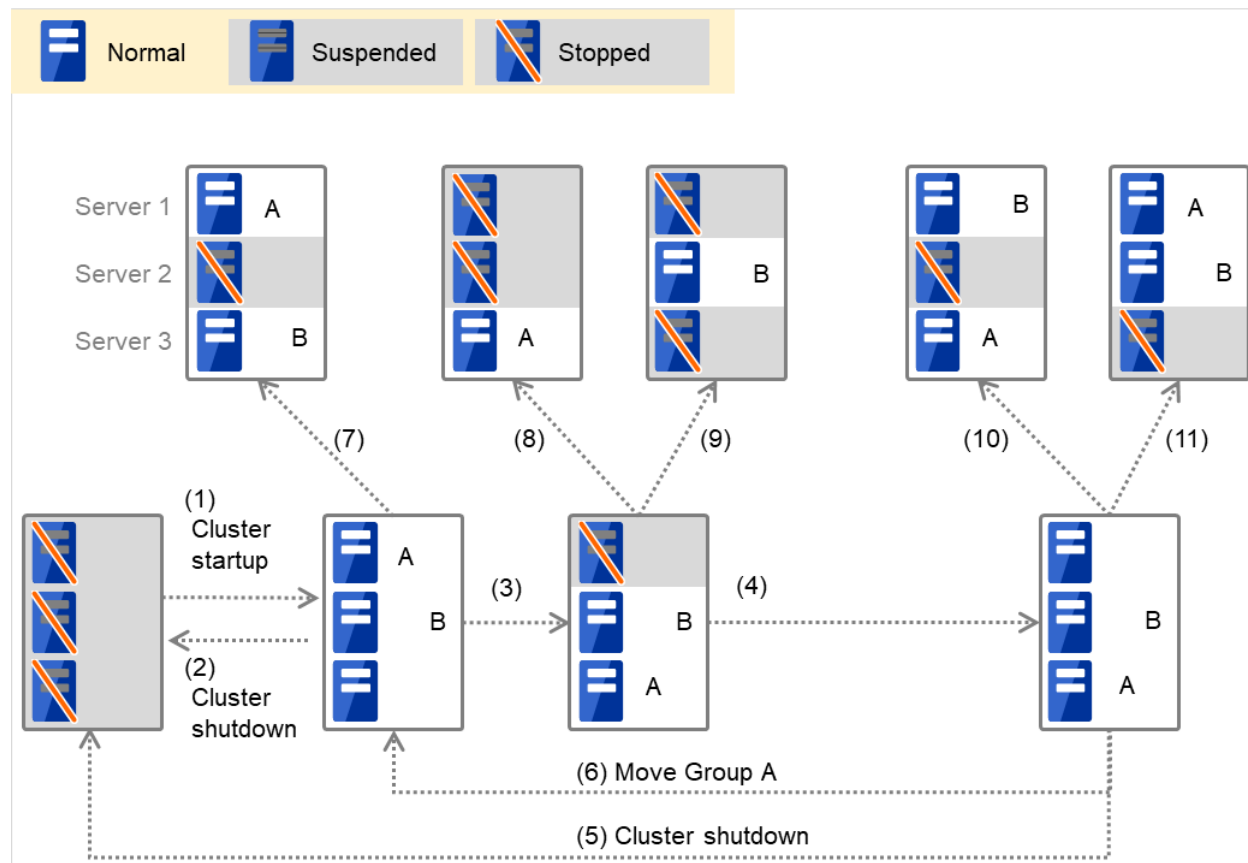 Normal
Suspended
Stopped
Server 1
A
B
A
Server 2
B
B
Server 3
B
A
A
(7)
(8)
(9)
(10)
(11)
(1)
Cluster
startup
A
B
(3)
B
A
(4)
B
A
(2)
Cluster
shutdown
(6) Move Group A
(5) Cluster shutdown